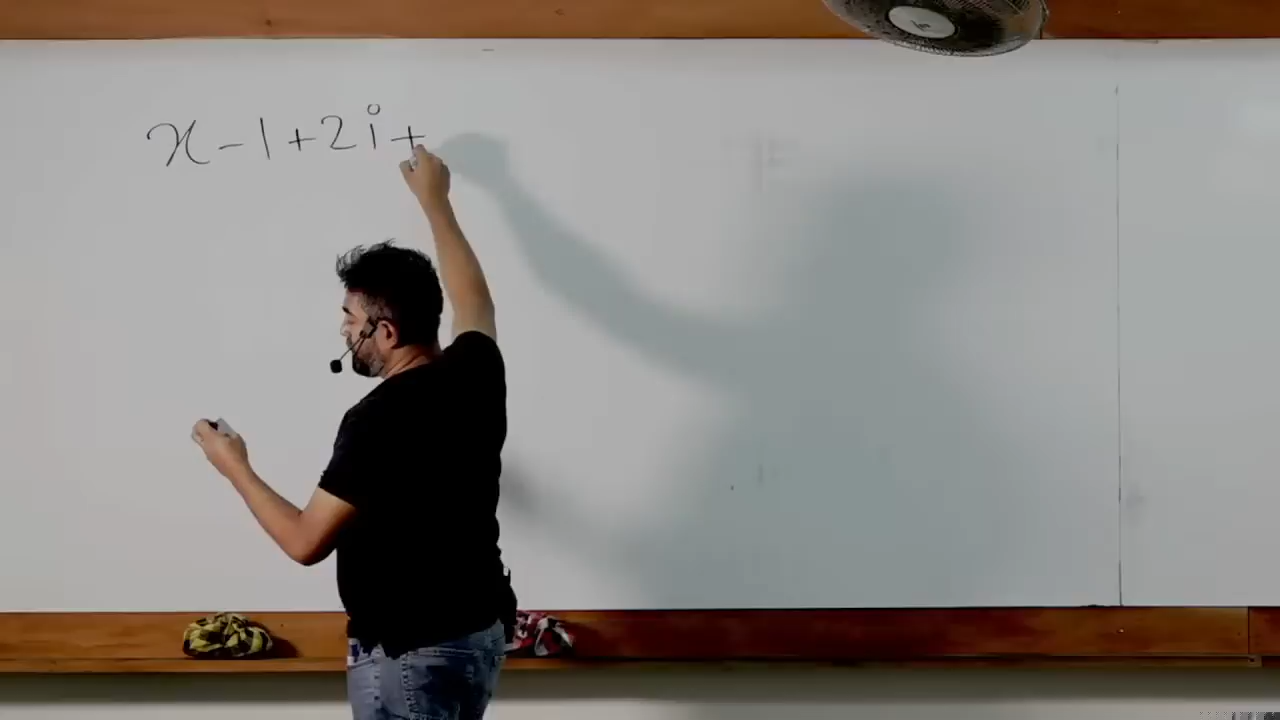 x - 1 + 2i +